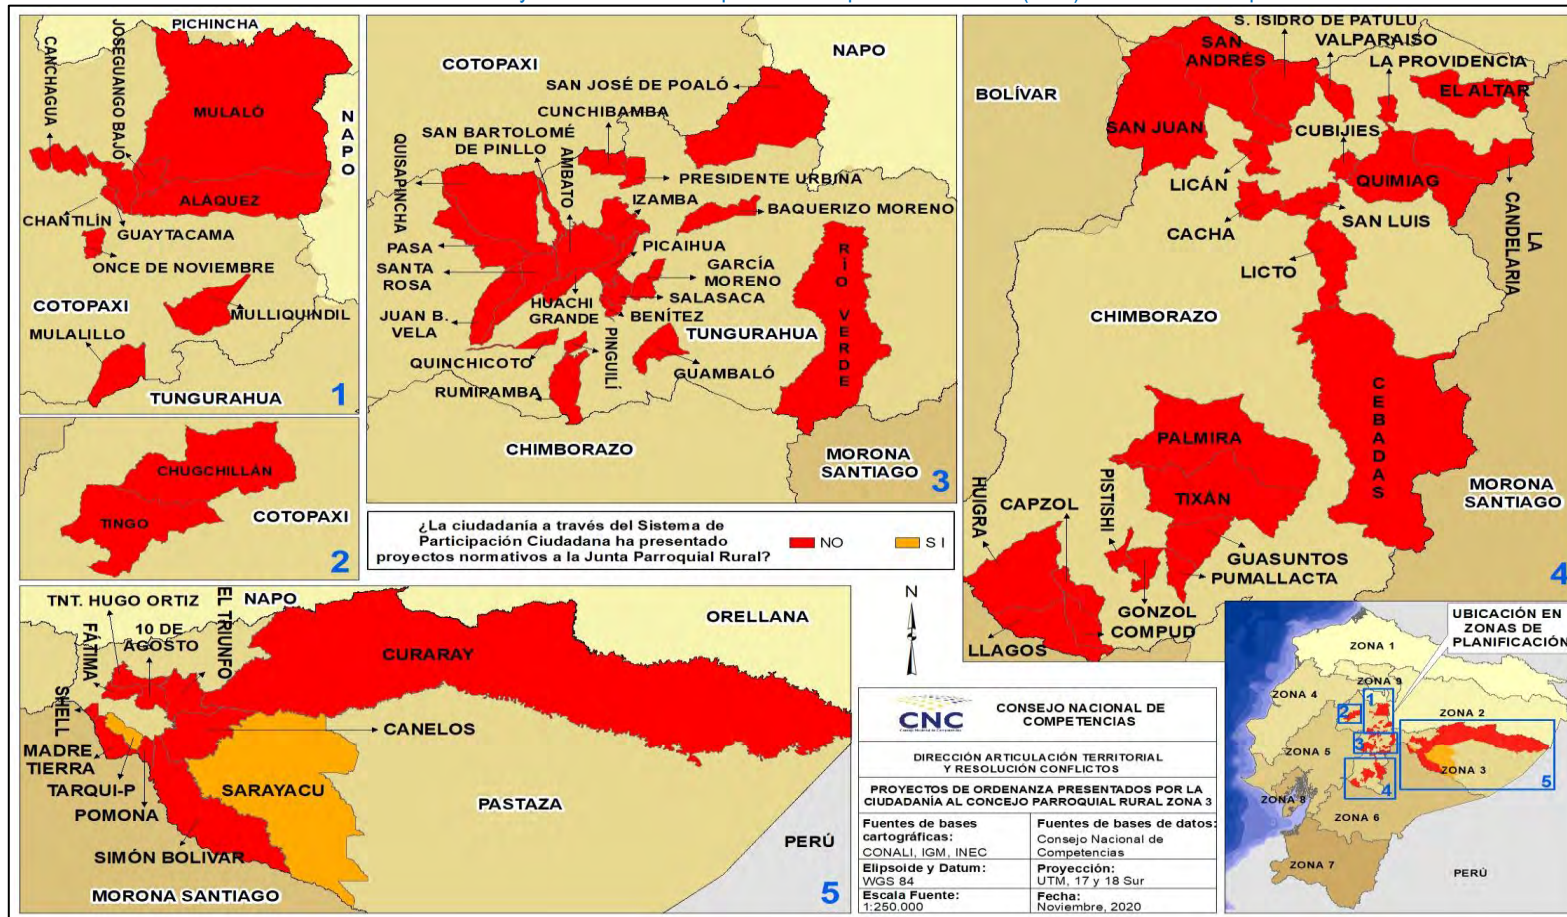 PICHINCHA
CANCHAGUA
JOSEGUANGO BAJO
MULALÓ
NAPO
ALÁQUEZ
CHANTILÍN
GUAYTACAMA
ONCE DE NOVIEMBRE
COTOPAXI
MULLIQUINDIL
MULALILLO
TUNGURAHUA
1
CHUGCHILLÁN
TINGO
COTOPAXI
2
COTOPAXI
NAPO
SAN JOSÉ DE POALÓ
CUNCHIBAMBA
SAN BARTOLOMÉ
DE PINLLO
QUISAPINCHA
AMBATO
PRESIDENTE URBINA
IZAMBA
BAQUERIZO MORENO
PICAIHUA
PASA
SANTA
ROSA
GARCÍA
MORENO
SALASACA
HUACHI
GRANDE
BENÍTEZ
JUAN B.
VELA
PINGUILÍ
TUNGURAHUA
RÍO VERDE
QUINCHICOTO
GUAMBALÓ
RUMIPAMBA
CHIMBORAZO
MORONA
SANTIAGO
3
¿La ciudadanía a través del Sistema de
Participación Ciudadana ha presentado
proyectos normativos a la Junta Parroquial Rural?
NO
SI
S. ISIDRO DE PATULU
SAN
ANDRÉS
VALPARAISO
LA PROVIDENCIA
BOLÍVAR
EL ALTAR
SAN JUAN
CUBIJIES
LICÁN
QUIMIAG
CACHA
SAN LUIS
LA CANDELARIA
LICTO
CHIMBORAZO
CEBADAS
PALMIRA
PISTISHI
TIXÁN
HUIGRA
CAPZOL
MORONA
SANTIAGO
GUASUNTOS
PUMALLACTA
GONZOL
COMPUD
LLAGOS
4
TNT. HUGO ORTIZ
NAPO
EL TRIUNFO
ORELLANA
FÁTIMA
10 DE
AGOSTO
CURARAY
SHELL
CANELOS
MADRE
TIERRA
TARQUI-P
SARAYACU
POMONA
PASTAZA
PERÚ
SIMÓN BOLIVAR
MORONA SANTIAGO
5
N
CNC
CONSEJO NACIONAL DE
COMPETENCIAS
DIRECCIÓN ARTICULACIÓN TERRITORIAL
Y RESOLUCIÓN CONFLICTOS
PROYECTOS DE ORDENANZA PRESENTADOS POR LA
CIUDADANÍA AL CONCEJO PARROQUIAL RURAL ZONA 3
Fuentes de bases
cartográficas:
CONALI, IGM, INEC
Fuentes de bases de datos:
Consejo Nacional de
Competencias
Elipsoide y Datum:
WGS 84
Proyección:
UTM, 17 y 18 Sur
Escala Fuente:
1:250.000
Fecha:
Noviembre, 2020
UBICACIÓN EN
ZONAS DE
PLANIFICACIÓN
ZONA 1
ZONA 9
ZONA 4
1
2
ZONA 2
3
ZONA 5
ZONA 3
4
5
ZONA 8
ZONA 6
ZONA 7
PERÚ